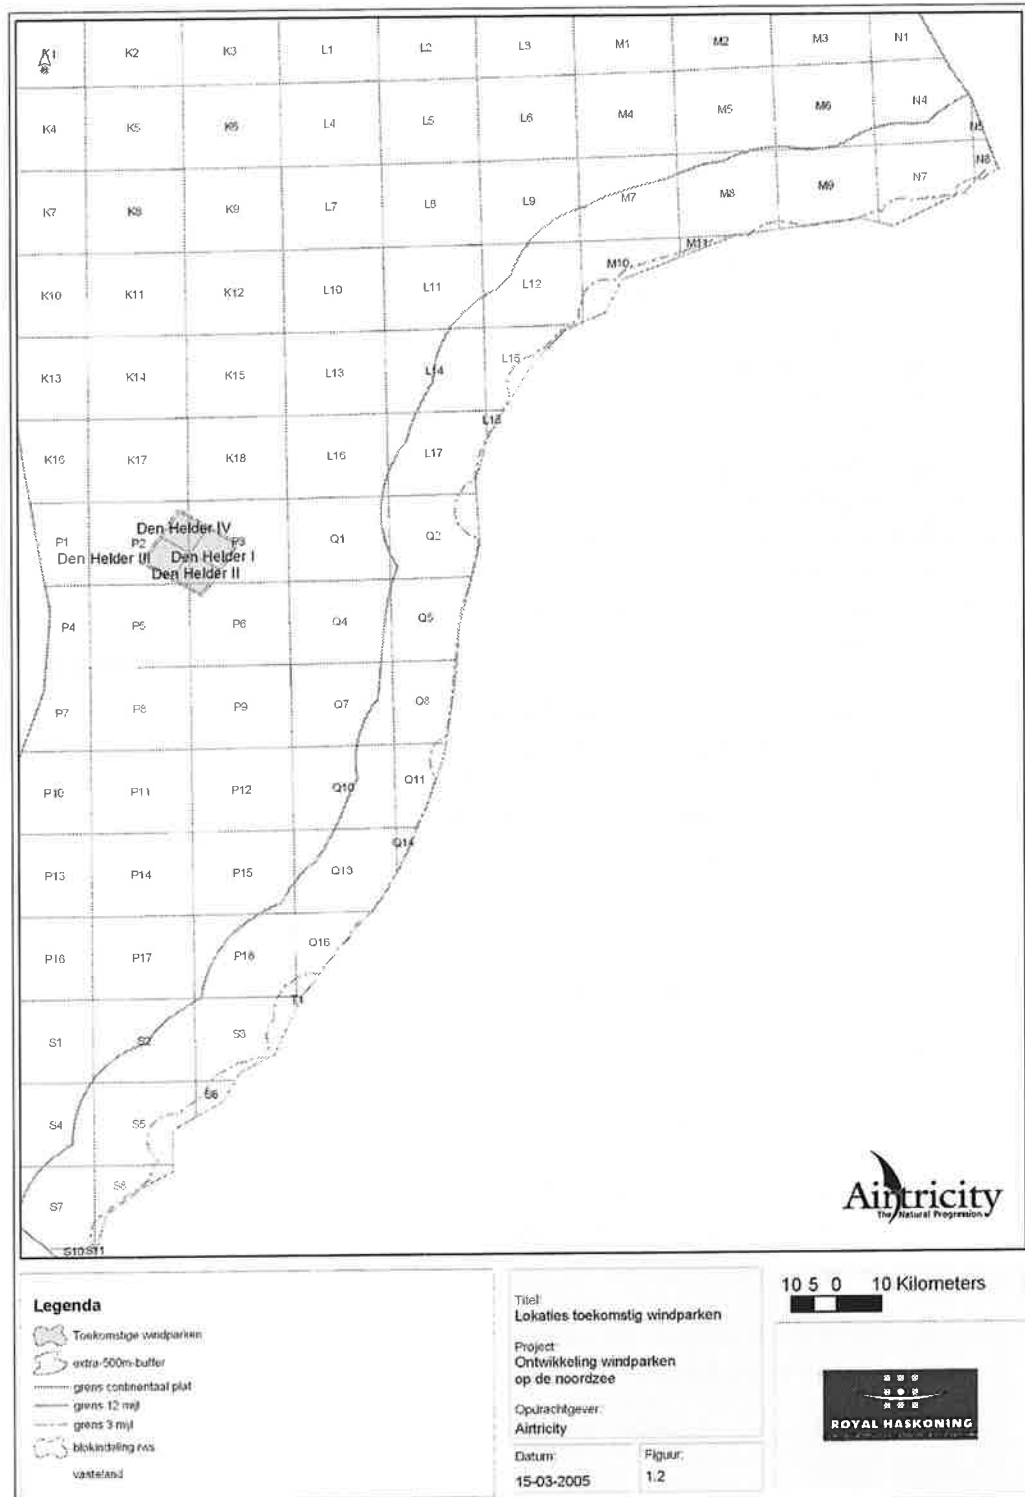 K1 K2 K3 L1 L2 L3 M1 M2 M3 N1
K4 K5 K6 L4 L5 L6 M4 M5 M6 N4
N5
K7 K8 K9 L7 L8 L9 M7 M8 M9 N7 N8
K10 K11 K12 L10 L11 L12 M10 M11
K13 K14 K15 L13 L14 L15
L18
K16 K17 K18 L16 L17
Den Helder IV
P1 P2 P3 Q1 Q2
Den Helder III Den Helder I
Den Helder II
P4 P5 P6 Q4 Q5
P7 P8 P9 Q7 Q8
P10 P11 P12 Q10 Q11
Q14
P13 P14 P15 Q13
P16 P17 P18 Q16
T1
S1 S2 S3
S6
S4 S5
S7 S8
S10 S11
Airtricity
The Natural Progression
Legenda
Toekomstige windparken
extra-500m-buffer
grens continentaal plat
grens 12 mijl
grens 3 mijl
blokindeling rws
vasteland
Titel:
Lokaties toekomstig windparken
Project:
Ontwikkeling windparken
op de noordzee
Opdrachtgever:
Airtricity
Datum:
15-03-2005
Figuur:
1.2
10 5 0 10 Kilometers
ROYAL HASKONING